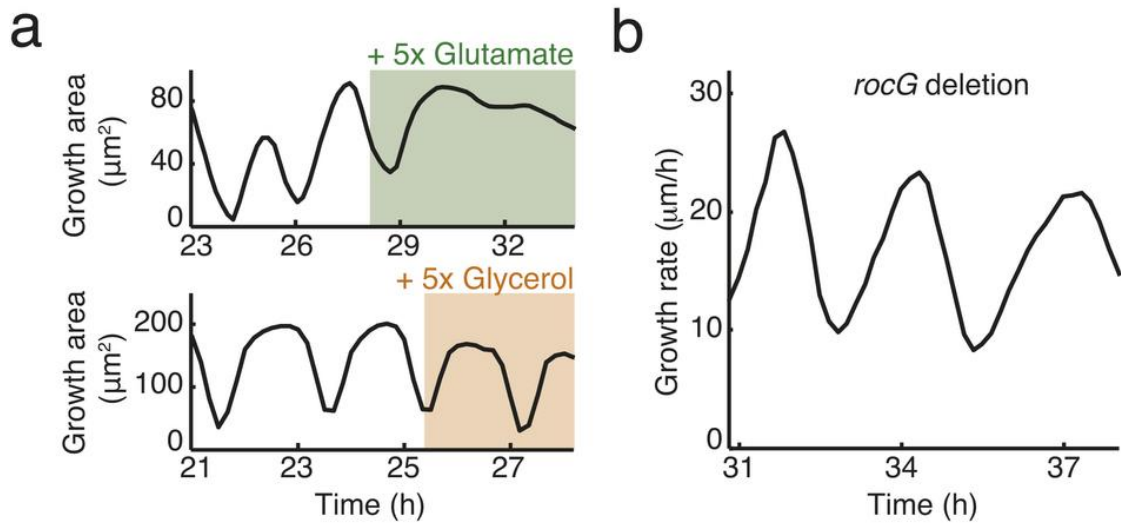 a
+ 5x Glutamate
Growth area
(μm²)
80
40
0
23 26 29 32
+ 5x Glycerol
Growth area
(μm²)
200
100
0
21 23 25 27
Time (h)
b
rocG deletion
Growth rate (μm/h)
30
20
10
0
31 34 37
Time (h)